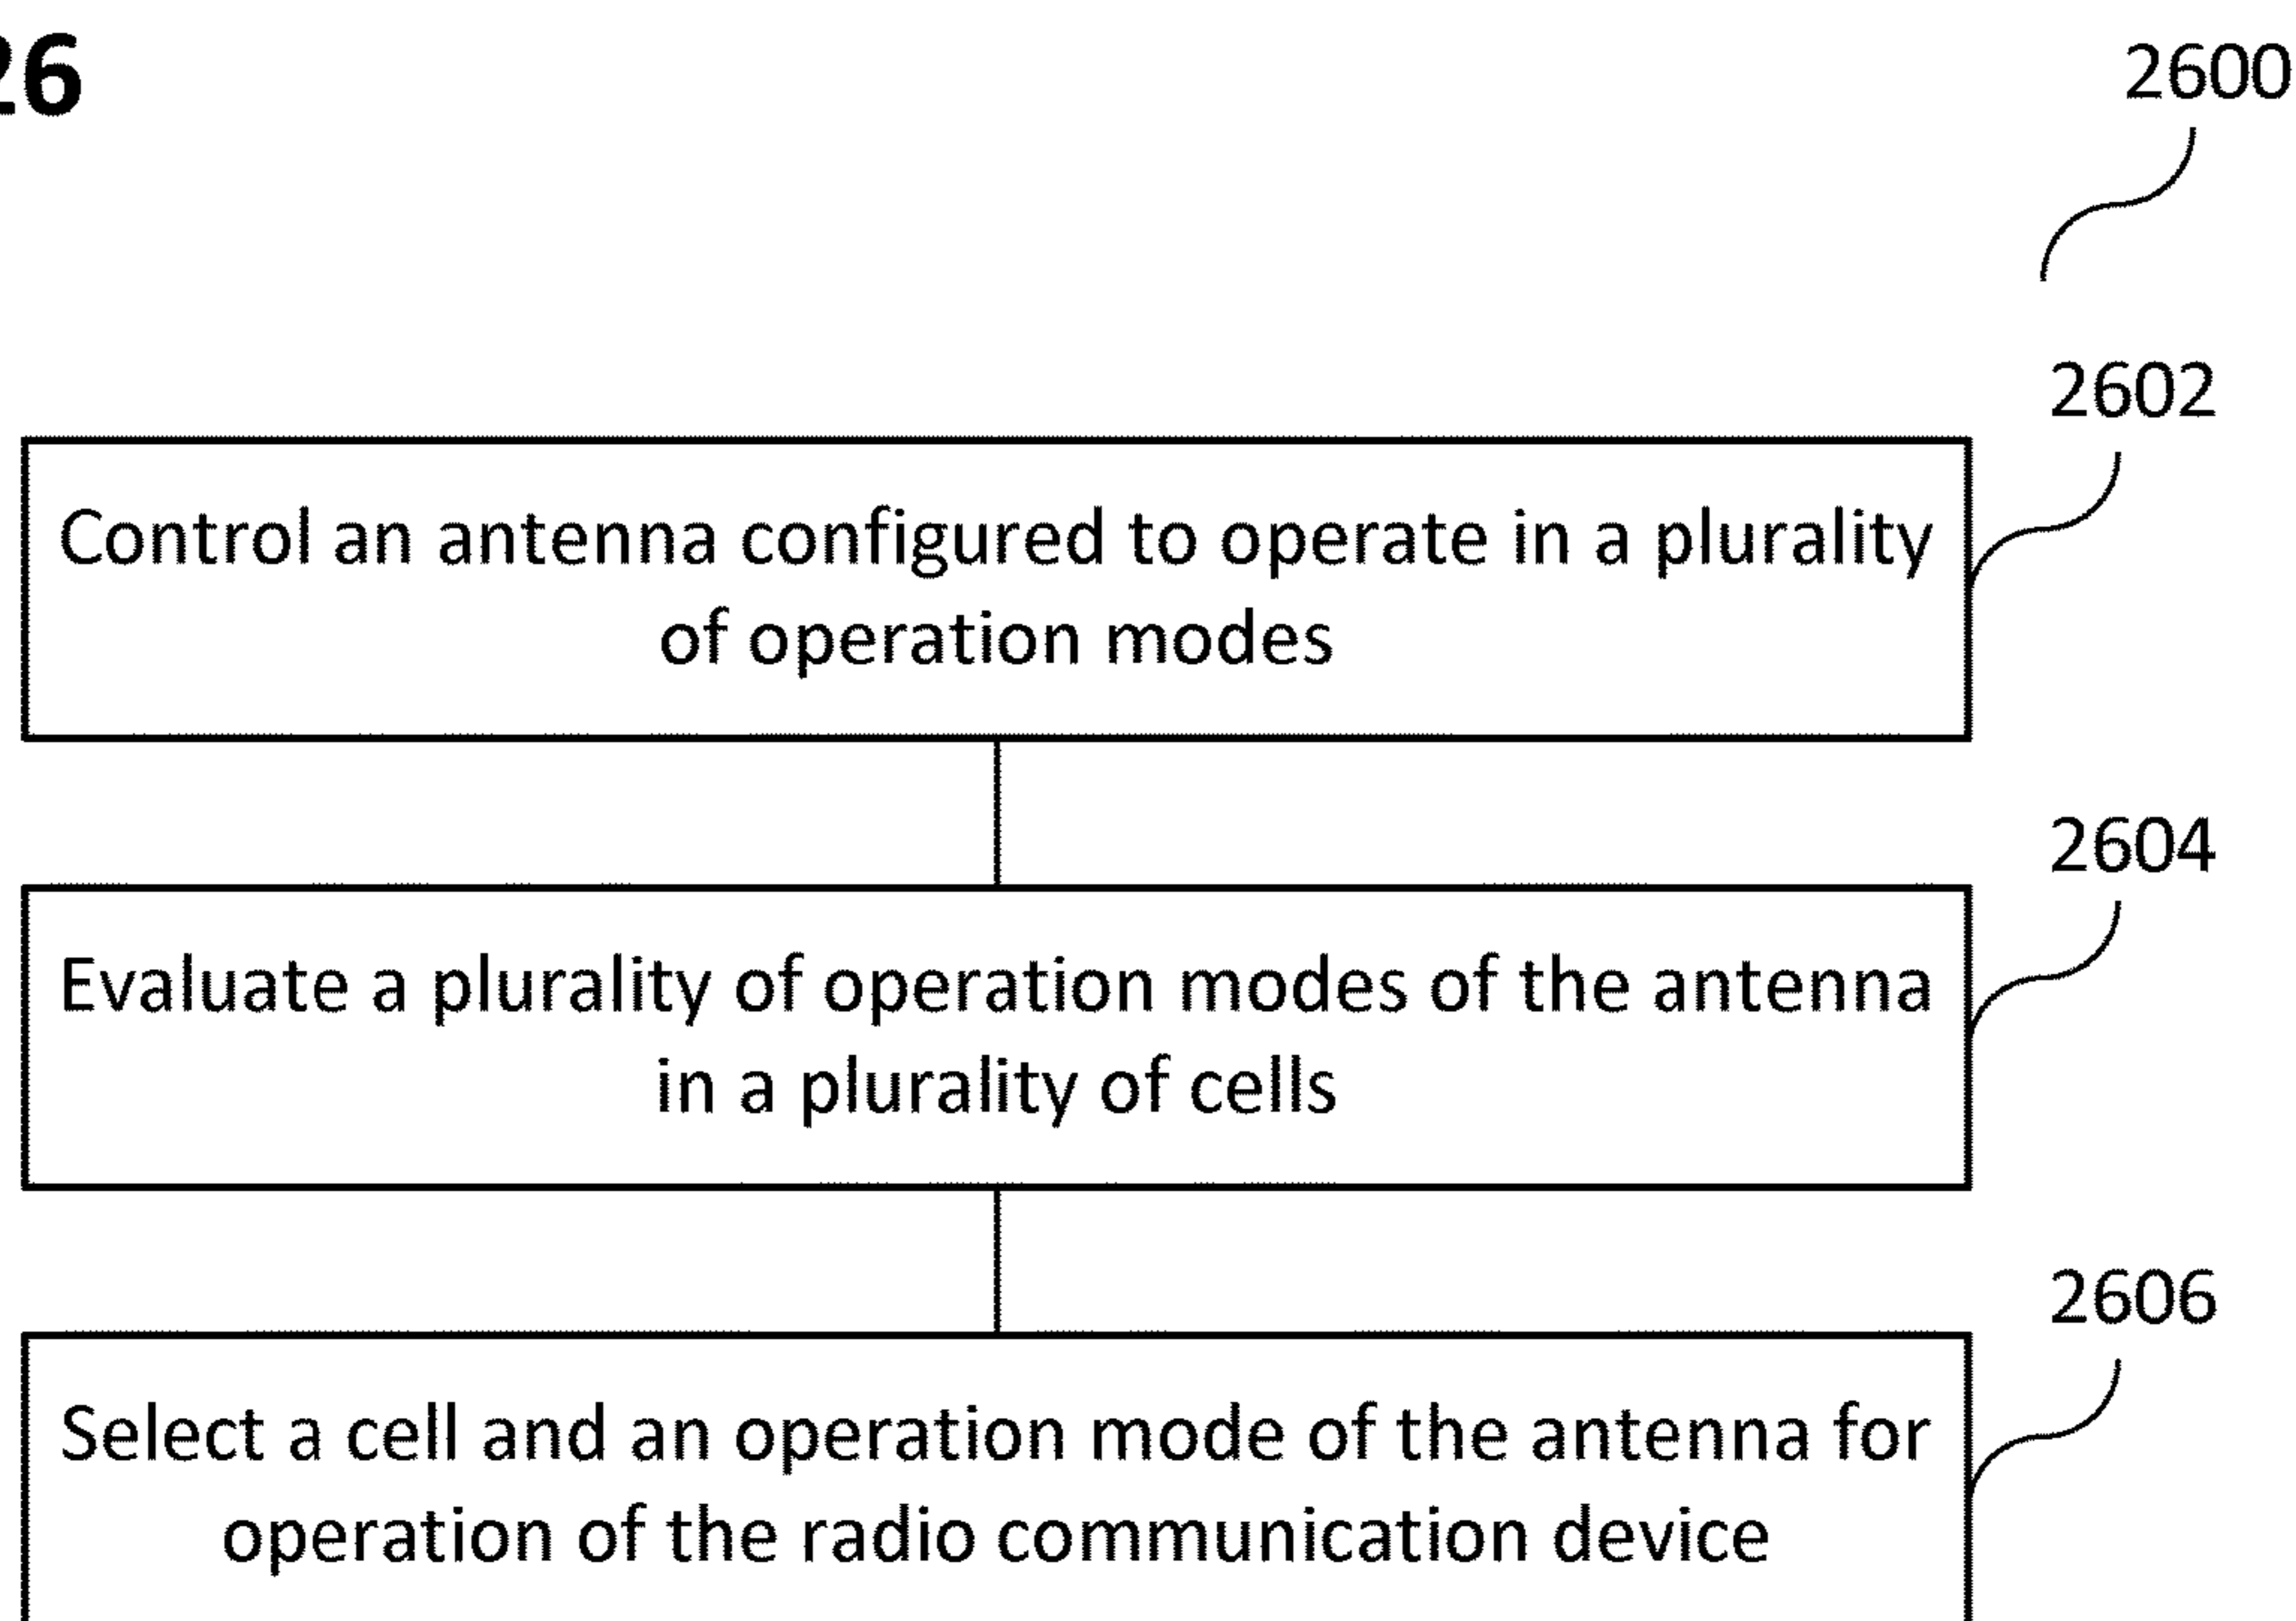 26
2600
2602
Control an antenna configured to operate in a plurality
of operation modes
2604
Evaluate a plurality of operation modes of the antenna
in a plurality of cells
2606
Select a cell and an operation mode of the antenna for
operation of the radio communication device